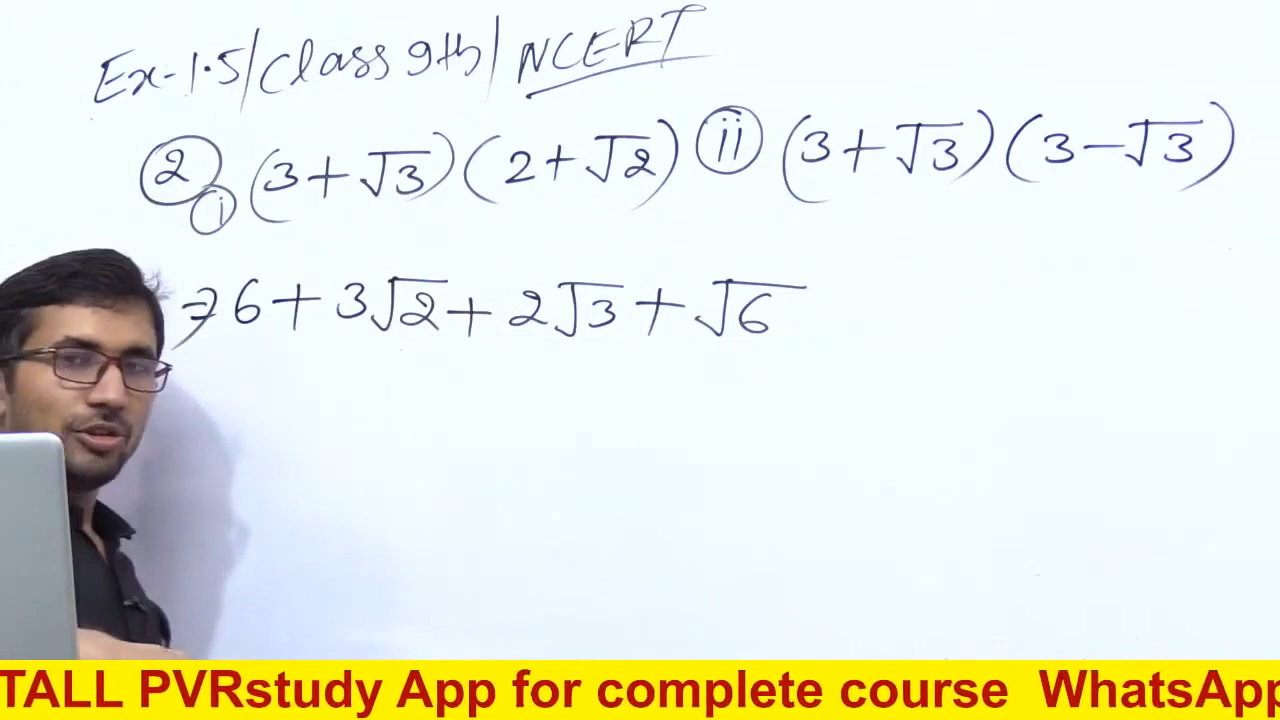 Ex-1.5/Class 9th/NCERT
② ⓘ (3+√3)(2+√2) ⓘⓘ (3+√3)(3-√3)
⇒ 6+3√2+2√3+√6
TALL PVRstudy App for complete course WhatsApp